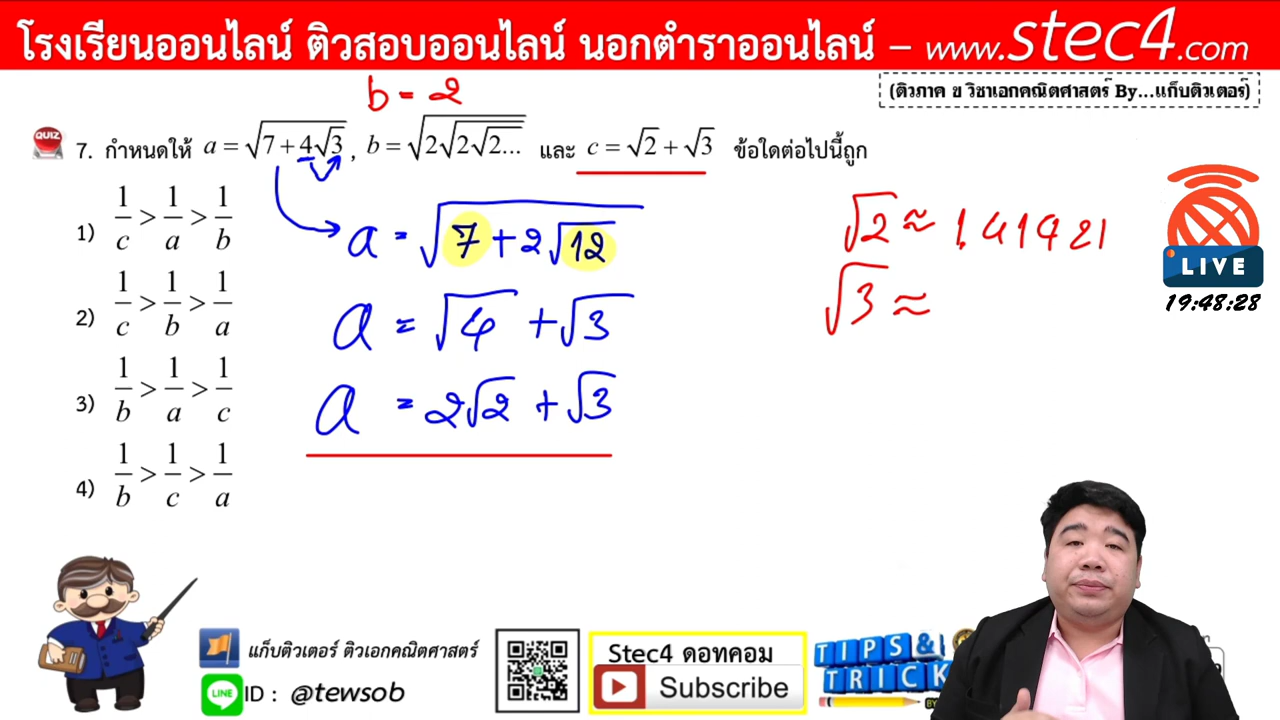 โรงเรียนออนไลน์ ติวสอบออนไลน์ นอกตำราออนไลน์ – www.stec4.com
(ติวภาค ข วิชาเอกคณิตศาสตร์ By...แก็บติวเตอร์)
b = 2
QUIZ
7. กำหนดให้ a = √(7 + 4√3) , b = √(2√(2√(2...))) และ c = √2 + √3 ข้อใดต่อไปนี้ถูก
1) 1/c > 1/a > 1/b
2) 1/c > 1/b > 1/a
3) 1/b > 1/a > 1/c
4) 1/b > 1/c > 1/a
a = √(7 + 2√12)
a = √4 + √3
a = 2√2 + √3
√2 ≈ 1.41421
√3 ≈
LIVE
19:48:28
แก็บติวเตอร์ ติวเอกคณิตศาสตร์
LINE ID : @tewsob
Stec4 ดอทคอม
Subscribe
TIPS &
TRICK
BY